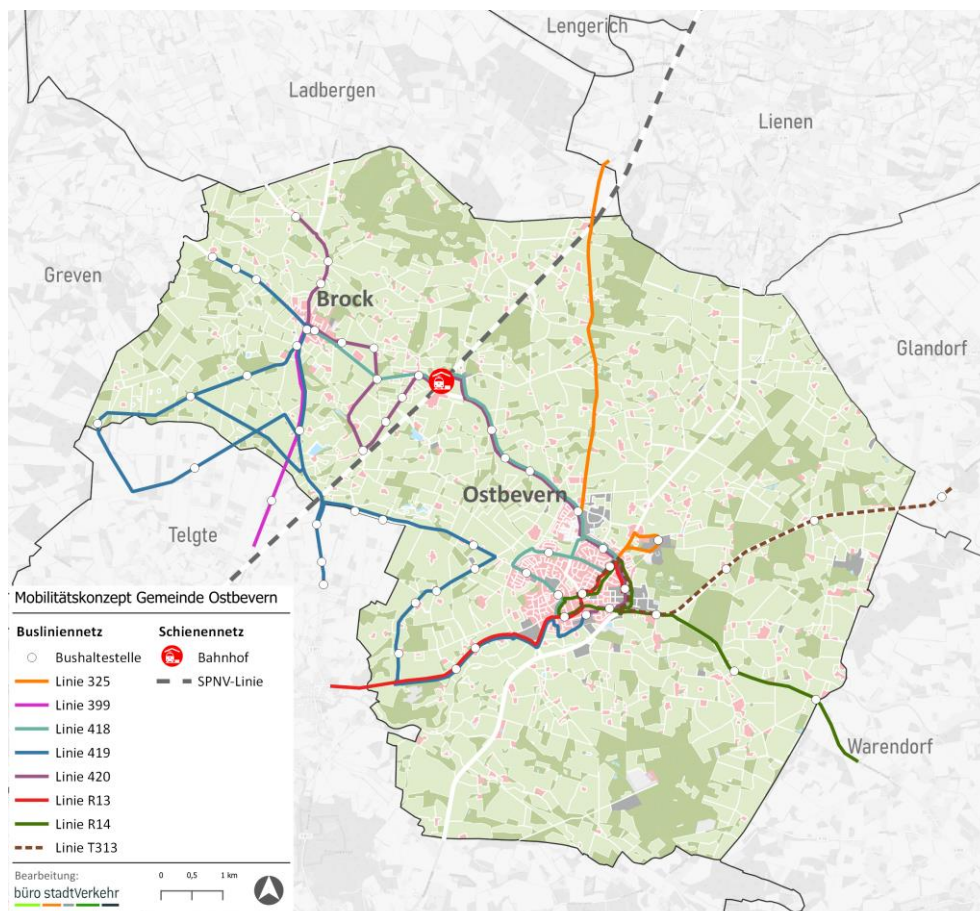 Lengerich
Ladbergen
Lienen
Greven
Brock
Glandorf
Ostbevern
Telgte
Warendorf
Mobilitätskonzept Gemeinde Ostbevern
Busliniennetz
Bushaltestelle
Linie 325
Linie 399
Linie 418
Linie 419
Linie 420
Linie R13
Linie R14
Linie T313
Schienennetz
Bahnhof
SPNV-Linie
Bearbeitung:
büro stadtVerkehr
0 0,5 1 km